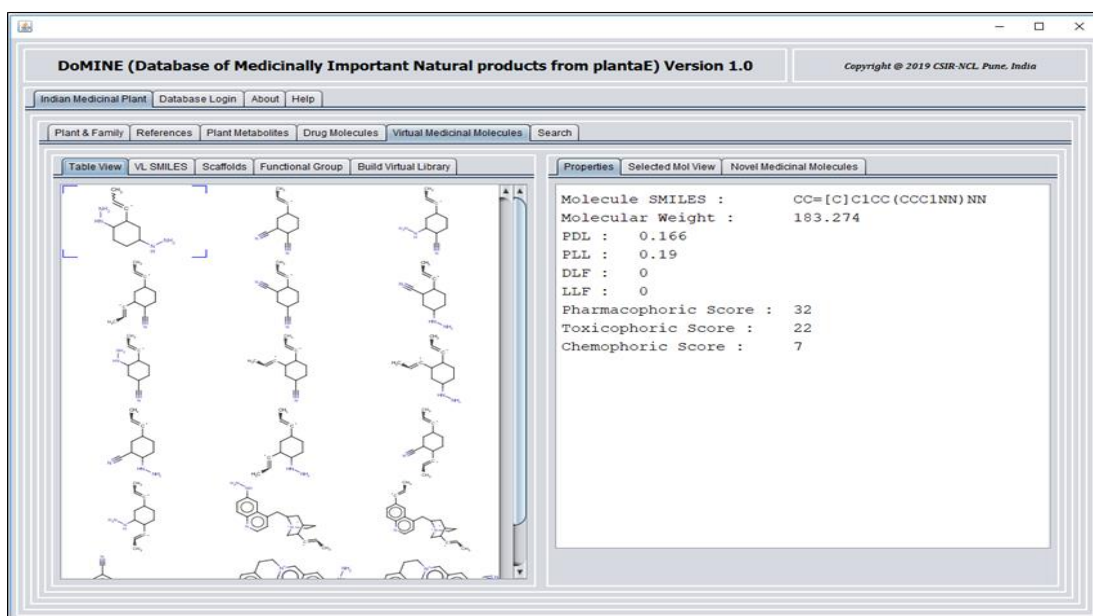 DoMINE (Database of Medicinally Important Natural products from plantaE) Version 1.0
Copyright @ 2019 CSIR-NCL, Pune, India
Indian Medicinal Plant Database Login About Help
Plant & Family References Plant Metabolites Drug Molecules Virtual Medicinal Molecules Search
Table View VL SMILES Scaffolds Functional Group Build Virtual Library
Properties Selected Mol View Novel Medicinal Molecules
Molecule SMILES : CC=[C]C1CC(CCC1NN)NN
Molecular Weight : 183.274
PDL : 0.166
PLL : 0.19
DLF : 0
LLF : 0
Pharmacophoric Score : 32
Toxicophoric Score : 22
Chemophoric Score : 7